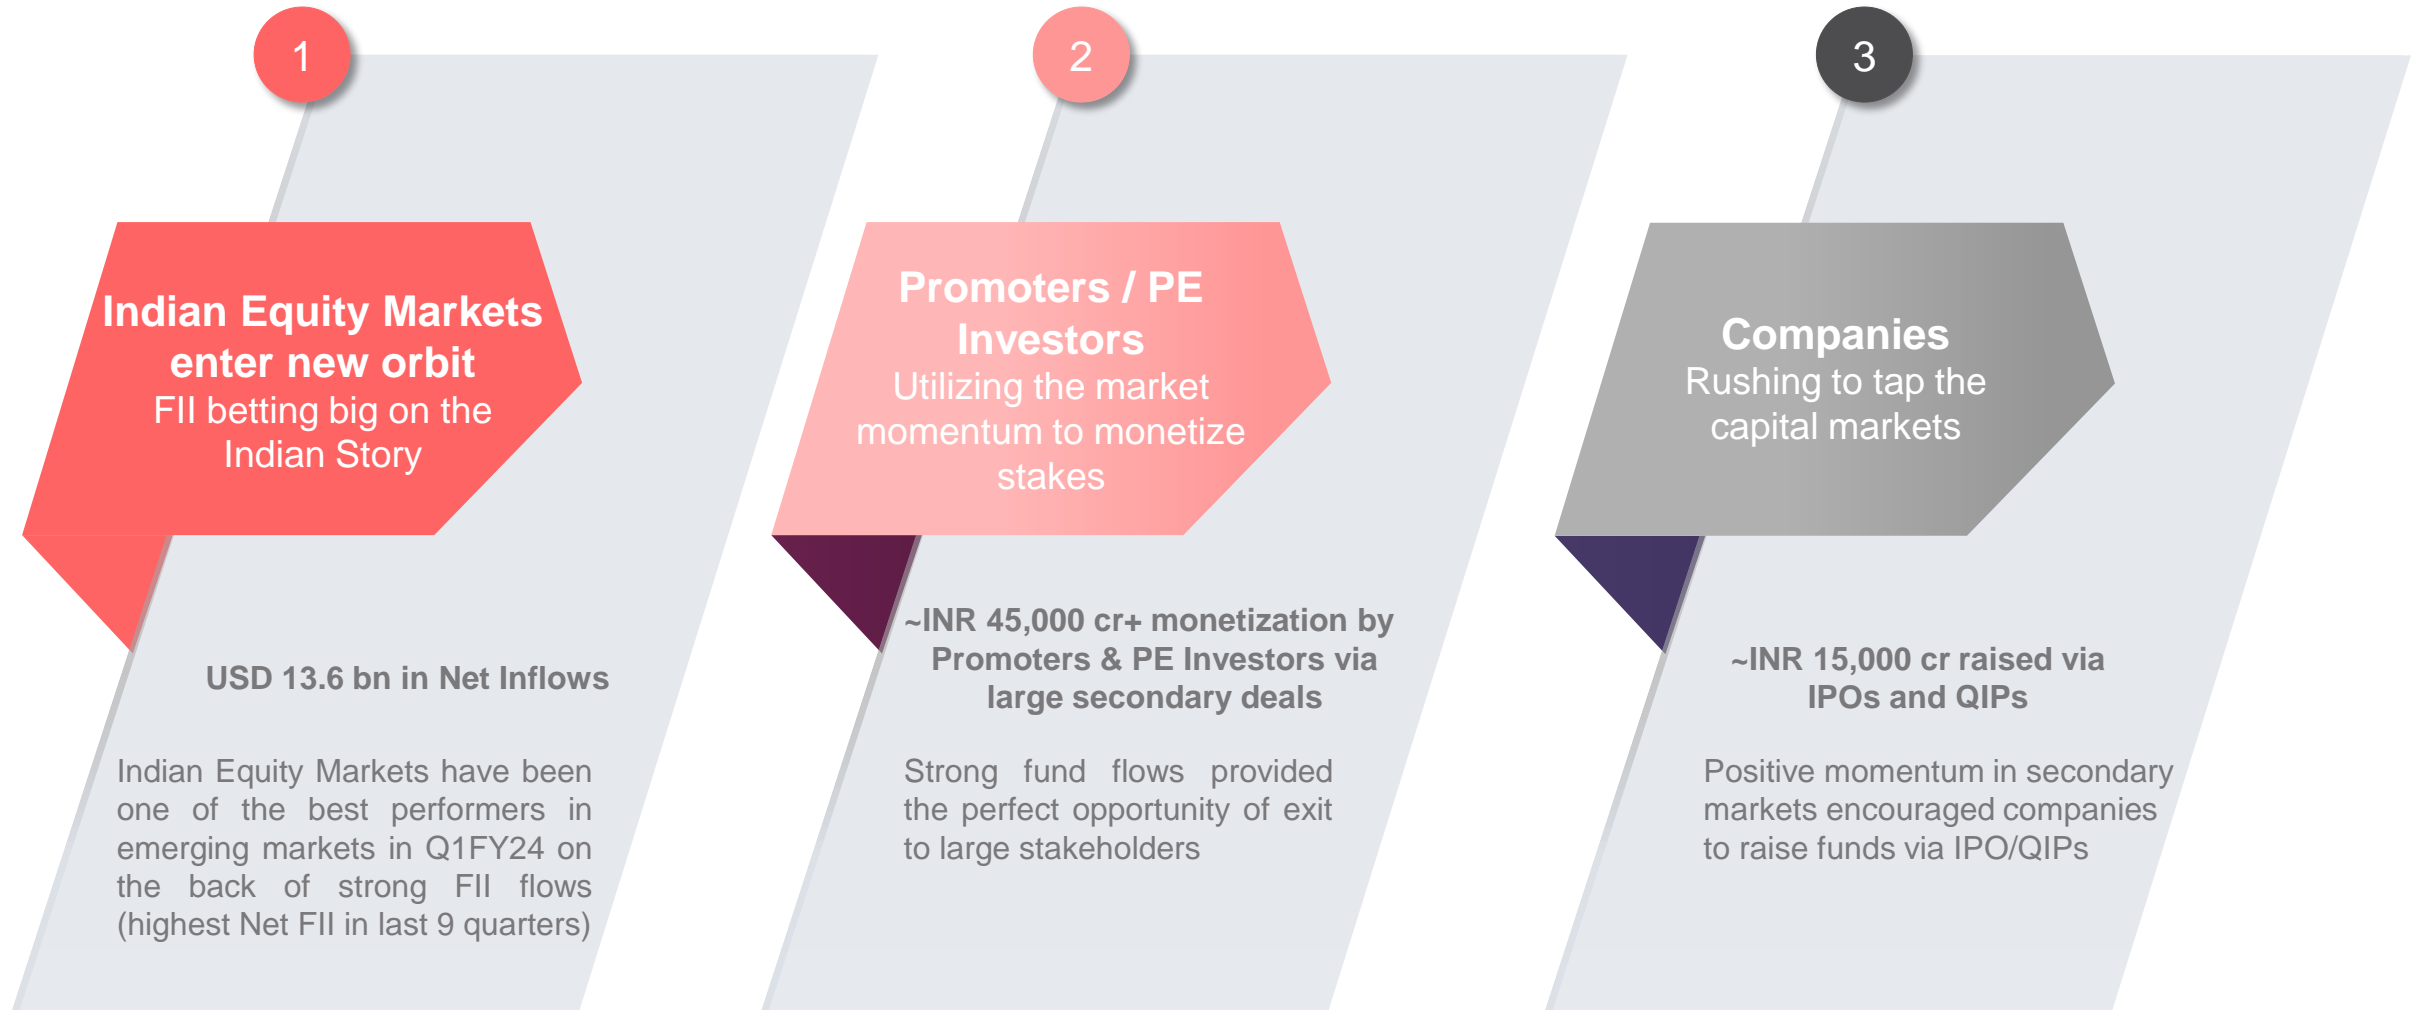 1
Indian Equity Markets
enter new orbit
FII betting big on the
Indian Story
USD 13.6 bn in Net Inflows
Indian Equity Markets have been
one of the best performers in
emerging markets in Q1FY24 on
the back of strong FII flows
(highest Net FII in last 9 quarters)
2
Promoters / PE
Investors
Utilizing the market
momentum to monetize
stakes
~INR 45,000 cr+ monetization by
Promoters & PE Investors via
large secondary deals
Strong fund flows provided
the perfect opportunity of exit
to large stakeholders
3
Companies
Rushing to tap the
capital markets
~INR 15,000 cr raised via
IPOs and QIPs
Positive momentum in secondary
markets encouraged companies
to raise funds via IPO/QIPs